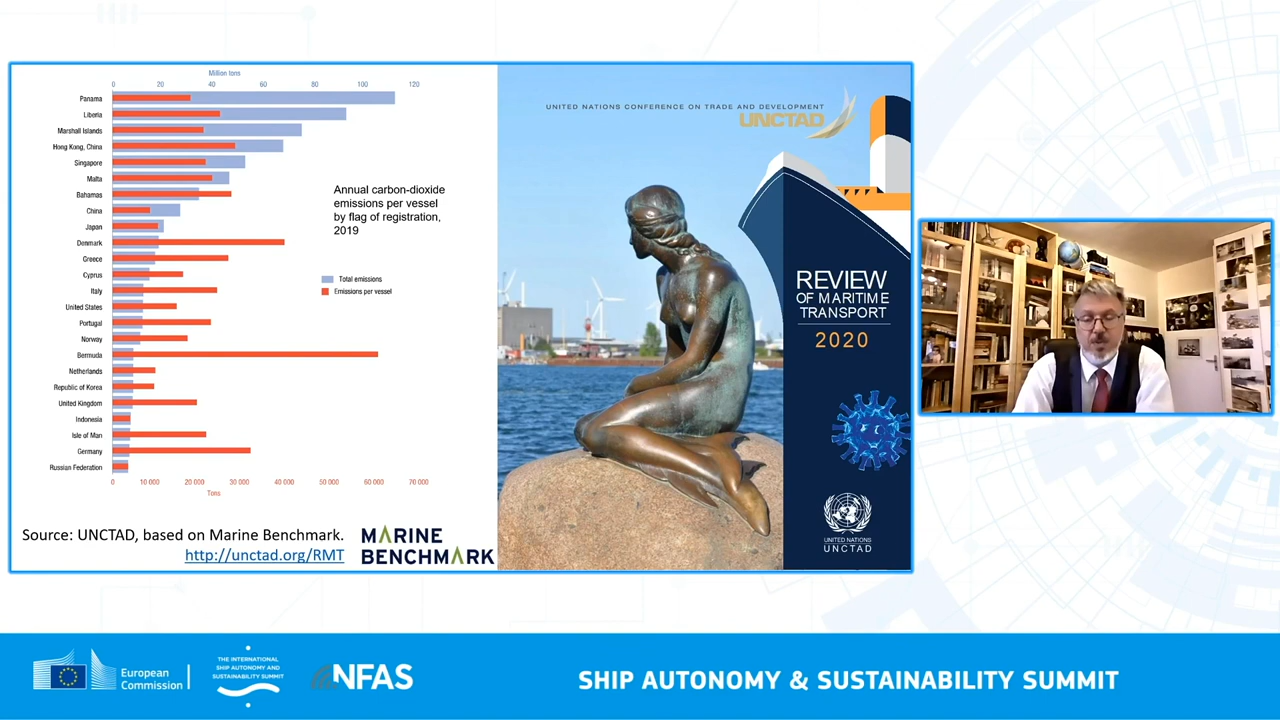 Million tons
0 20 40 60 80 100 120
Panama
Liberia
Marshall Islands
Hong Kong, China
Singapore
Malta
Bahamas
China
Japan
Denmark
Greece
Cyprus
Italy
United States
Portugal
Norway
Bermuda
Netherlands
Republic of Korea
United Kingdom
Indonesia
Isle of Man
Germany
Russian Federation
0 10 000 20 000 30 000 40 000 50 000 60 000 70 000
Tons
Annual carbon-dioxide
emissions per vessel
by flag of registration,
2019
Total emissions
Emissions per vessel
Source: UNCTAD, based on Marine Benchmark.
http://unctad.org/RMT
MARINE
BENCHMARK
UNITED NATIONS CONFERENCE ON TRADE AND DEVELOPMENT
UNCTAD
REVIEW
OF MARITIME
TRANSPORT
2020
UNITED NATIONS
UNCTAD
European
Commission
THE INTERNATIONAL
SHIP AUTONOMY AND
SUSTAINABILITY SUMMIT
NFAS
SHIP AUTONOMY & SUSTAINABILITY SUMMIT